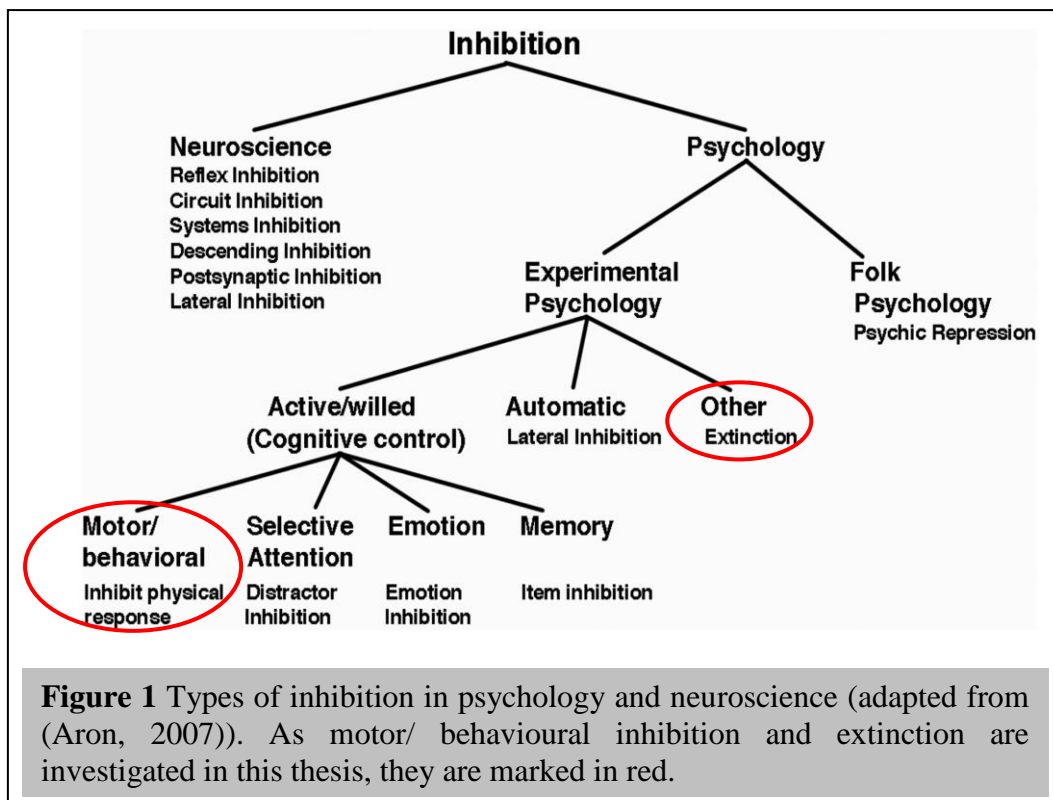 Inhibition
Neuroscience
Reflex Inhibition
Circuit Inhibition
Systems Inhibition
Descending Inhibition
Postsynaptic Inhibition
Lateral Inhibition
Psychology
Experimental
Psychology
Folk
Psychology
Psychic Repression
Active/willed
(Cognitive control)
Automatic
Lateral Inhibition
Other
Extinction
Motor/
behavioral
Inhibit physical
response
Selective
Attention
Distractor
Inhibition
Emotion
Emotion
Inhibition
Memory
Item inhibition
Figure 1 Types of inhibition in psychology and neuroscience (adapted from
(Aron, 2007)). As motor/ behavioural inhibition and extinction are
investigated in this thesis, they are marked in red.